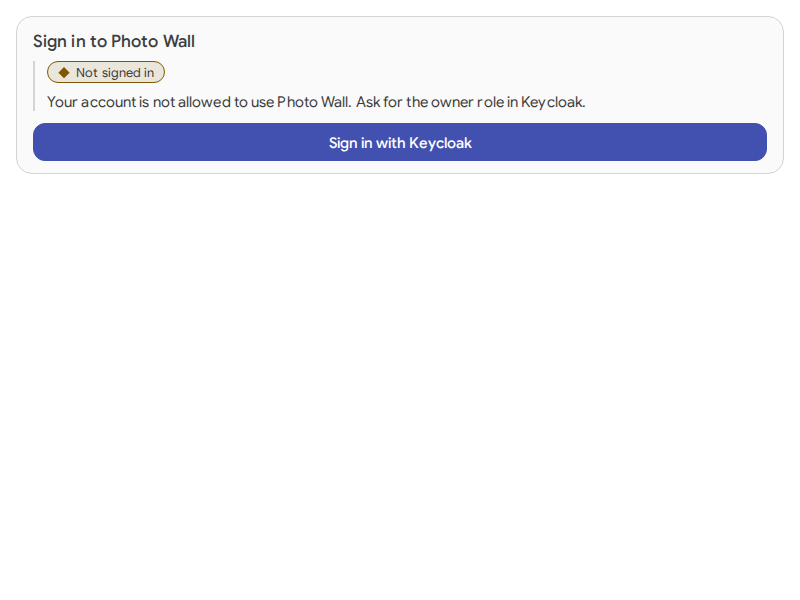 Sign in to Photo Wall
Not signed in
Your account is not allowed to use Photo Wall. Ask for the owner role in Keycloak.
Sign in with Keycloak